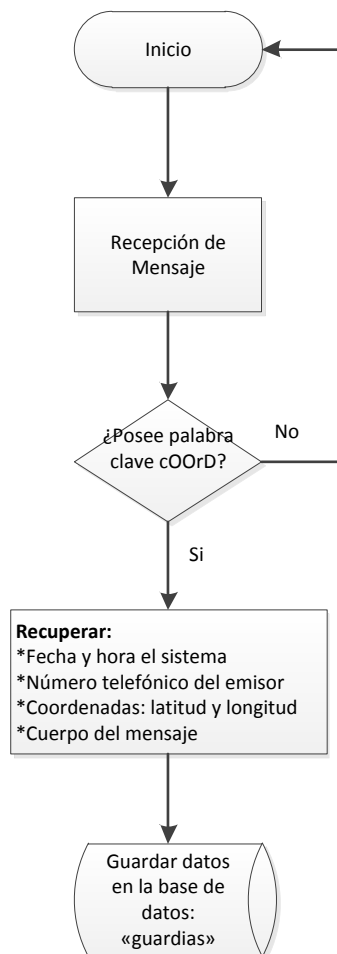 Inicio
Recepción de
Mensaje
¿Posee palabra
clave cOOrD?
No
Si
Recuperar:
*Fecha y hora el sistema
*Número telefónico del emisor
*Coordenadas: latitud y longitud
*Cuerpo del mensaje
Guardar datos
en la base de
datos:
«guardias»